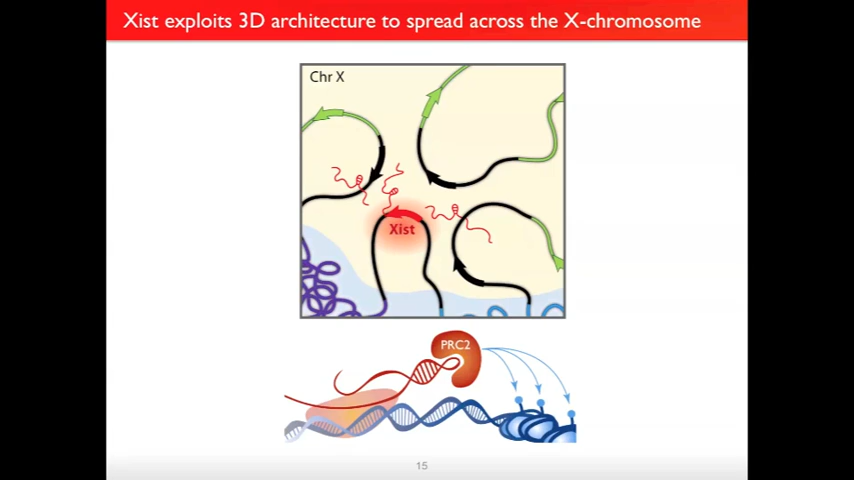 Xist exploits 3D architecture to spread across the X-chromosome
Chr X
Xist
PRC2
15